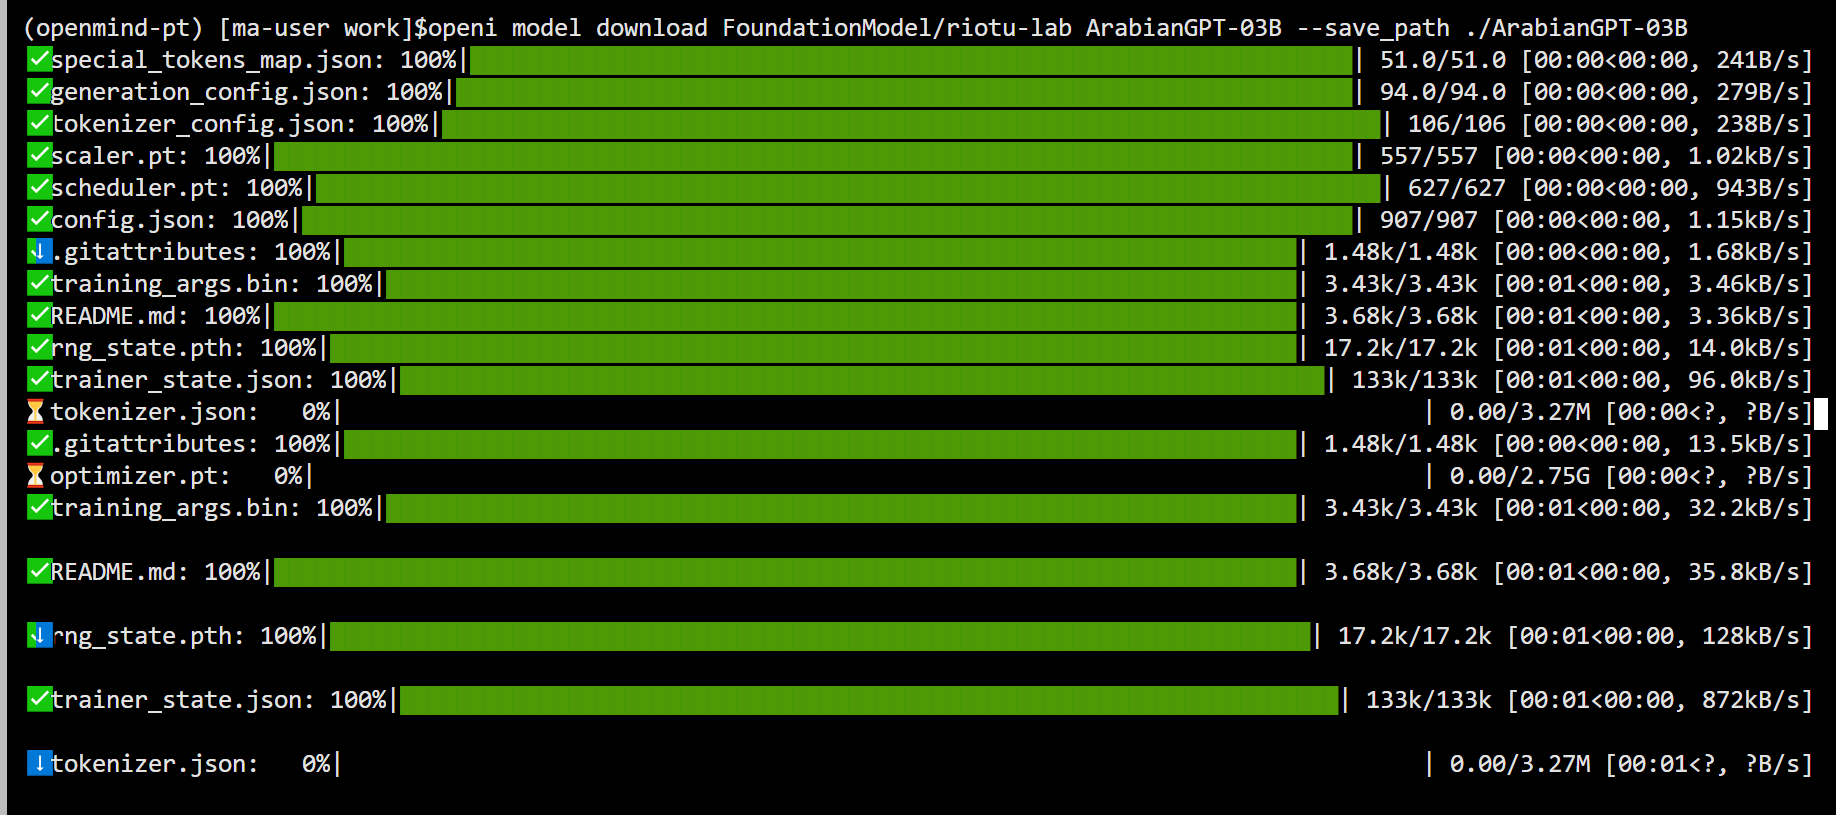 (openmind-pt) [ma-user work]$openi model download FoundationModel/riotu-lab ArabianGPT-03B --save_path ./ArabianGPT-03B
✅special_tokens_map.json: 100%|██████████| 51.0/51.0 [00:00<00:00, 241B/s]
✅generation_config.json: 100%|██████████| 94.0/94.0 [00:00<00:00, 279B/s]
✅tokenizer_config.json: 100%|██████████| 106/106 [00:00<00:00, 238B/s]
✅scaler.pt: 100%|██████████| 557/557 [00:00<00:00, 1.02kB/s]
✅scheduler.pt: 100%|██████████| 627/627 [00:00<00:00, 943B/s]
✅config.json: 100%|██████████| 907/907 [00:00<00:00, 1.15kB/s]
⬇.gitattributes: 100%|██████████| 1.48k/1.48k [00:00<00:00, 1.68kB/s]
✅training_args.bin: 100%|██████████| 3.43k/3.43k [00:01<00:00, 3.46kB/s]
✅README.md: 100%|██████████| 3.68k/3.68k [00:01<00:00, 3.36kB/s]
✅rng_state.pth: 100%|██████████| 17.2k/17.2k [00:01<00:00, 14.0kB/s]
✅trainer_state.json: 100%|██████████| 133k/133k [00:01<00:00, 96.0kB/s]
⏳tokenizer.json:   0%| | 0.00/3.27M [00:00<?, ?B/s]
✅.gitattributes: 100%|██████████| 1.48k/1.48k [00:00<00:00, 13.5kB/s]
⏳optimizer.pt:   0%| | 0.00/2.75G [00:00<?, ?B/s]
✅training_args.bin: 100%|██████████| 3.43k/3.43k [00:01<00:00, 32.2kB/s]
✅README.md: 100%|██████████| 3.68k/3.68k [00:01<00:00, 35.8kB/s]
⬇rng_state.pth: 100%|██████████| 17.2k/17.2k [00:01<00:00, 128kB/s]
✅trainer_state.json: 100%|██████████| 133k/133k [00:01<00:00, 872kB/s]
⬇tokenizer.json:   0%| | 0.00/3.27M [00:01<?, ?B/s]